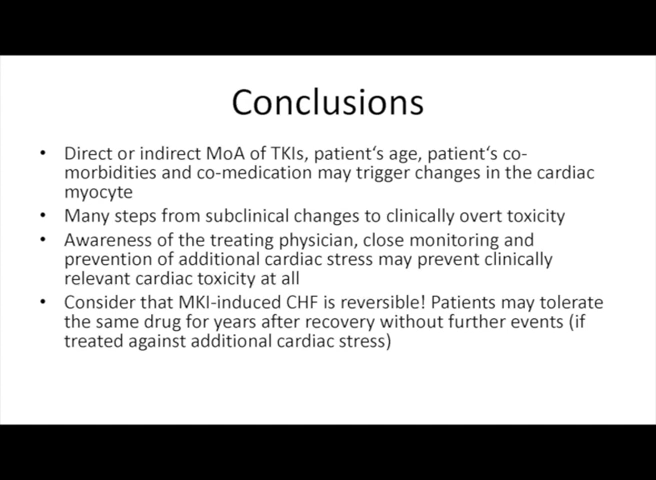 Conclusions
• Direct or indirect MoA of TKIs, patient‘s age, patient‘s co-
morbidities and co-medication may trigger changes in the cardiac
myocyte
• Many steps from subclinical changes to clinically overt toxicity
• Awareness of the treating physician, close monitoring and
prevention of additional cardiac stress may prevent clinically
relevant cardiac toxicity at all
• Consider that MKI-induced CHF is reversible! Patients may tolerate
the same drug for years after recovery without further events (if
treated against additional cardiac stress)